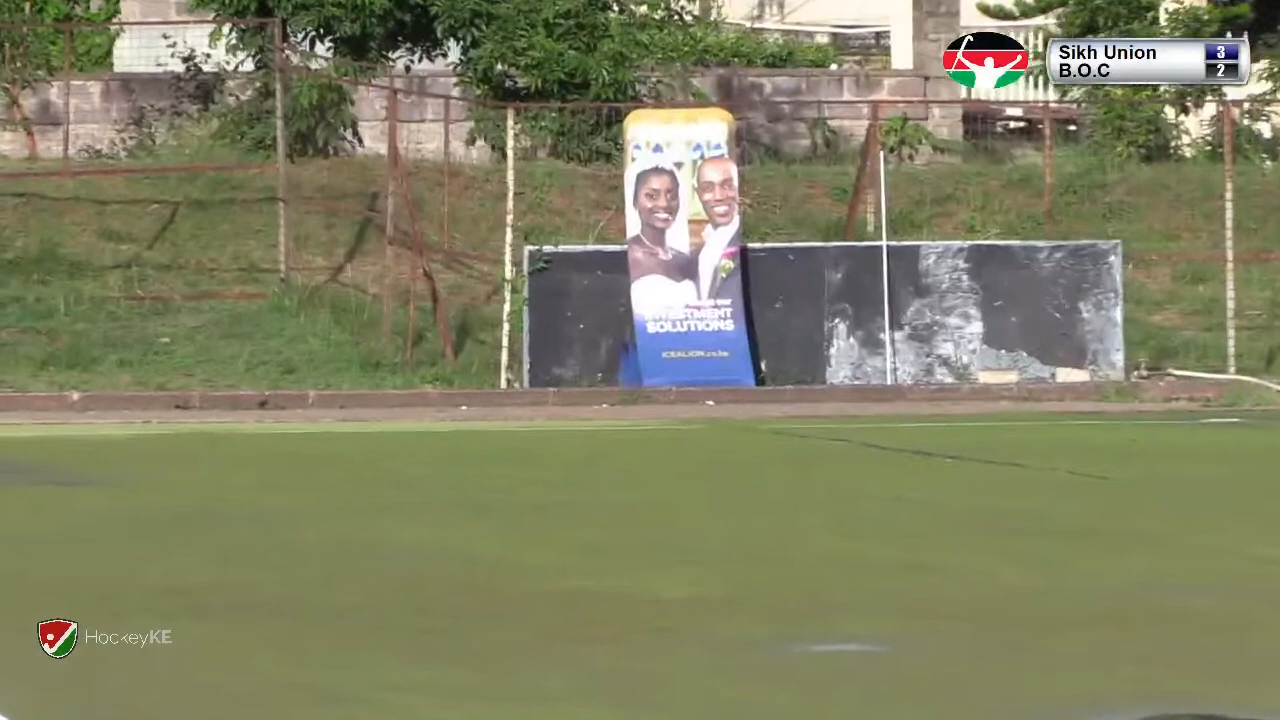 Sikh Union 3
B.O.C 2
INVESTMENT
SOLUTIONS
ICEALION.co.ke
HockeyKE